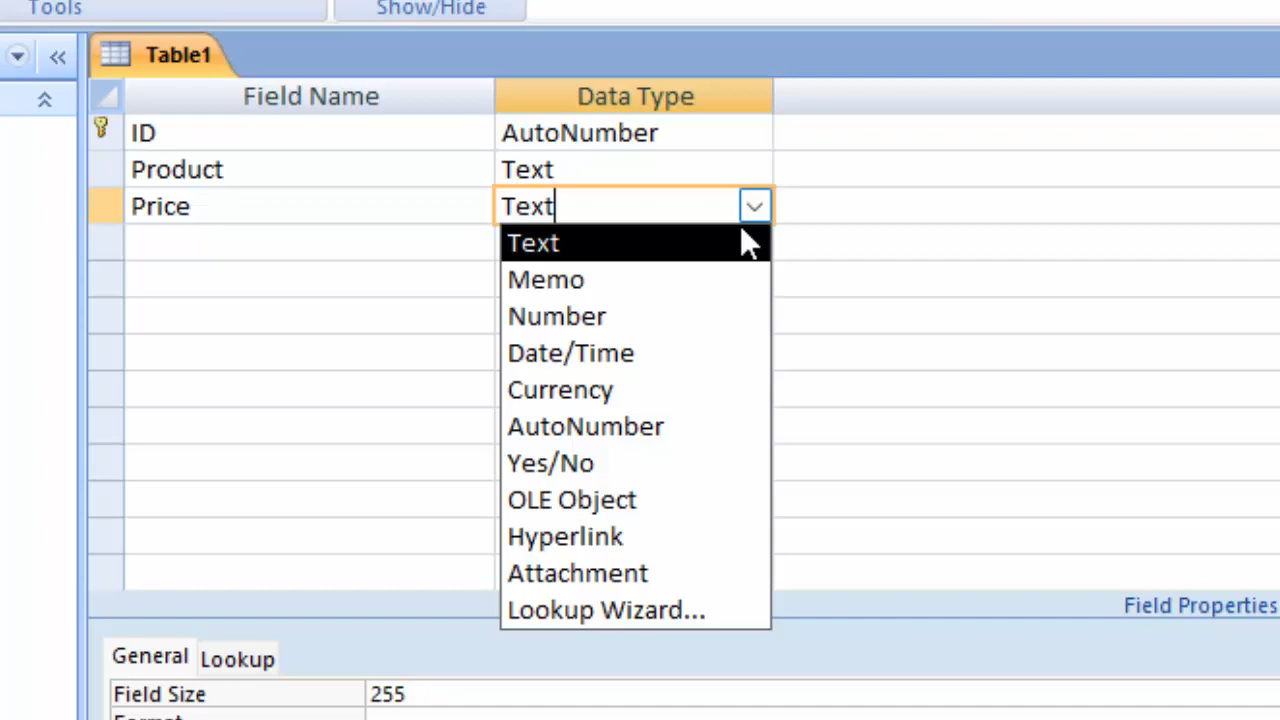 Tools Show/Hide
Table1
Field Name Data Type
ID AutoNumber
Product Text
Price Text
Text
Memo
Number
Date/Time
Currency
AutoNumber
Yes/No
OLE Object
Hyperlink
Attachment
Lookup Wizard...
Field Properties
General Lookup
Field Size 255
Format